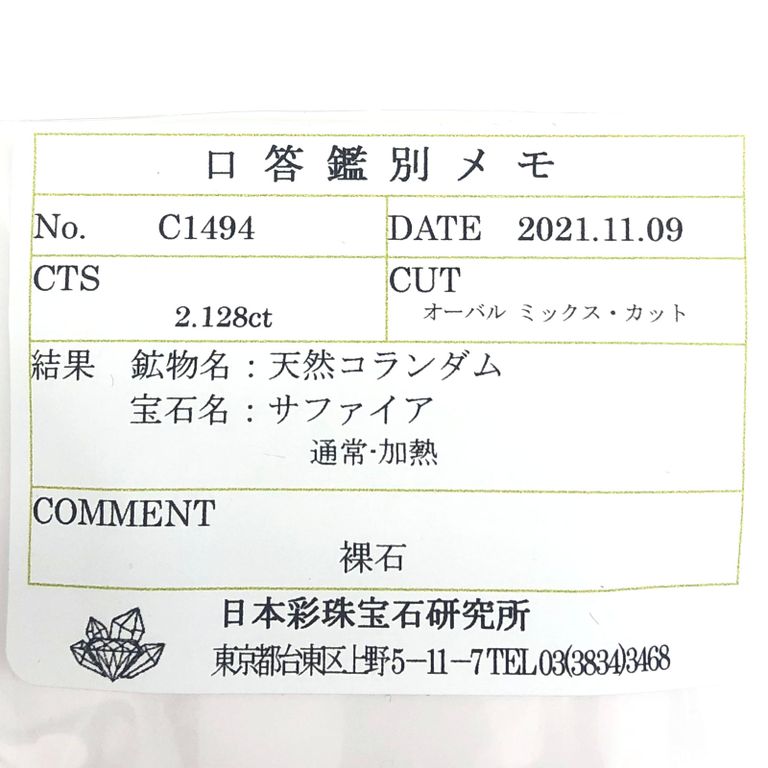 口答鑑別メモ
No. C1494
DATE 2021.11.09
CTS
2.128ct
CUT
オーバル ミックス・カット
結果 鉱物名：天然コランダム
宝石名：サファイア
通常·加熱
COMMENT
裸石
日本彩珠宝石研究所
東京都台東区上野5－11－7 TEL 03(3834)3468